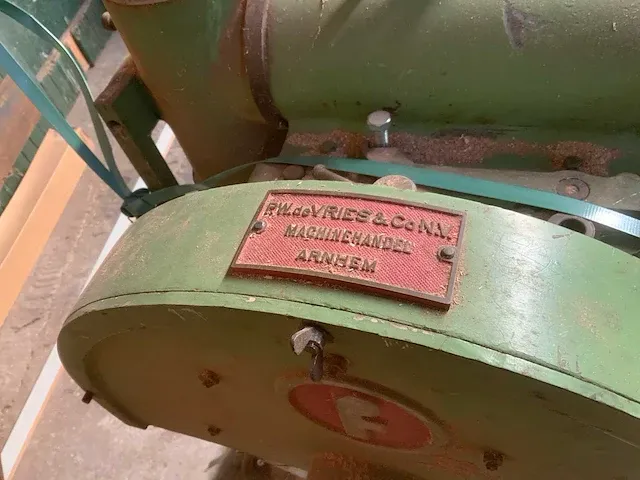 P.W. de VRIES & Co N.V.
MACHINEHANDEL
ARNHEM